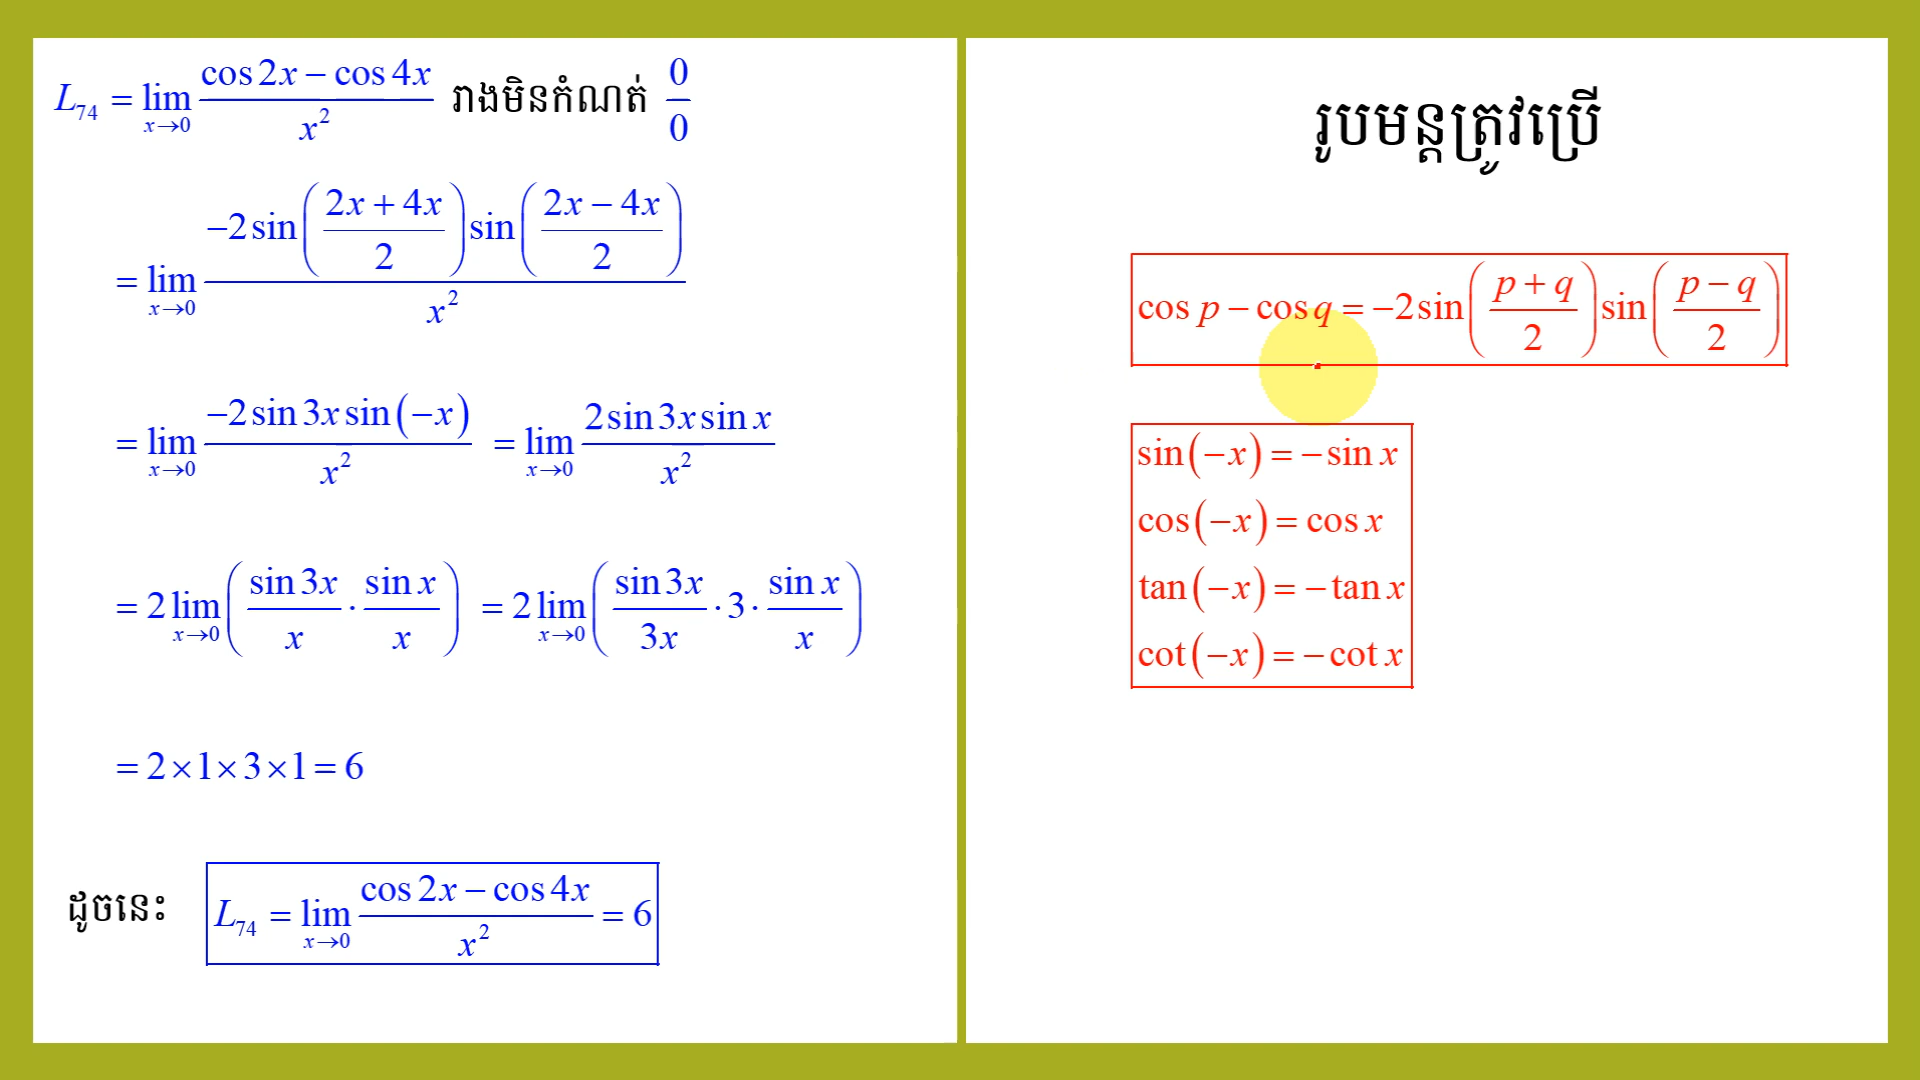 L₇₄ = lim x→0 (cos 2x − cos 4x)/x² រាងមិនកំណត់ 0/0
= lim x→0 (−2 sin((2x + 4x)/2) sin((2x − 4x)/2))/x²
= lim x→0 (−2 sin 3x sin(−x))/x² = lim x→0 (2 sin 3x sin x)/x²
= 2 lim x→0 (sin 3x/x · sin x/x) = 2 lim x→0 (sin 3x/3x · 3 · sin x/x)
= 2 × 1 × 3 × 1 = 6
ដូចនេះ L₇₄ = lim x→0 (cos 2x − cos 4x)/x² = 6
រូបមន្តត្រូវប្រើ
cos p − cos q = −2 sin((p + q)/2) sin((p − q)/2)
sin(−x) = − sin x
cos(−x) = cos x
tan(−x) = − tan x
cot(−x) = − cot x